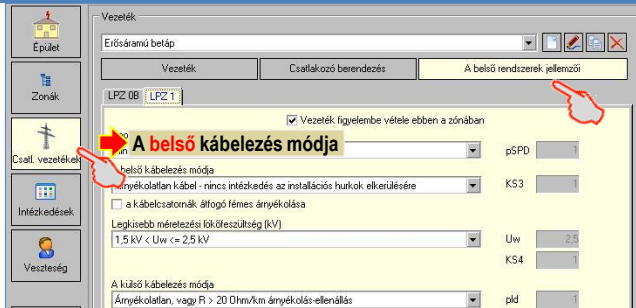 Vezeték
Épület
Erősáramú betáp
Vezeték
Csatlakozó berendezés
A belső rendszerek jellemzői
Zónák
LPZ 0B
LPZ 1
Vezeték figyelembe vétele ebben a zónában
A belső kábelezés módja
pSPD 1
Csatl. vezetékek
belső kábelezés módja
Árnyékolatlan kábel - nincs intézkedés az installációs hurkok elkerülésére
KS3 1
a kábelcsatornák átfogó fémes árnyékolása
Intézkedések
Legkisebb méretezési lökőfeszültség (kV)
1,5 kV < Uw <= 2,5 kV
Uw 2,5
KS4 1
Veszteség
A külső kábelezés módja
Árnyékolatlan, vagy R > 20 Ohm/km árnyékolás-ellenállás
pld 1